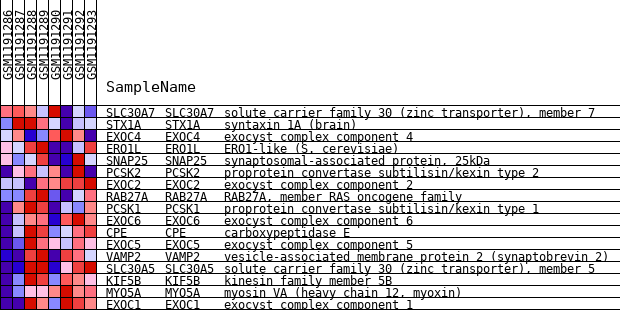 GSM1191286
GSM1191287
GSM1191288
GSM1191289
GSM1191290
GSM1191291
GSM1191292
GSM1191293
SampleName
SLC30A7 SLC30A7 solute carrier family 30 (zinc transporter), member 7
STX1A STX1A syntaxin 1A (brain)
EXOC4 EXOC4 exocyst complex component 4
ERO1L ERO1L ERO1-like (S. cerevisiae)
SNAP25 SNAP25 synaptosomal-associated protein, 25kDa
PCSK2 PCSK2 proprotein convertase subtilisin/kexin type 2
EXOC2 EXOC2 exocyst complex component 2
RAB27A RAB27A RAB27A, member RAS oncogene family
PCSK1 PCSK1 proprotein convertase subtilisin/kexin type 1
EXOC6 EXOC6 exocyst complex component 6
CPE CPE carboxypeptidase E
EXOC5 EXOC5 exocyst complex component 5
VAMP2 VAMP2 vesicle-associated membrane protein 2 (synaptobrevin 2)
SLC30A5 SLC30A5 solute carrier family 30 (zinc transporter), member 5
KIF5B KIF5B kinesin family member 5B
MYO5A MYO5A myosin VA (heavy chain 12, myoxin)
EXOC1 EXOC1 exocyst complex component 1